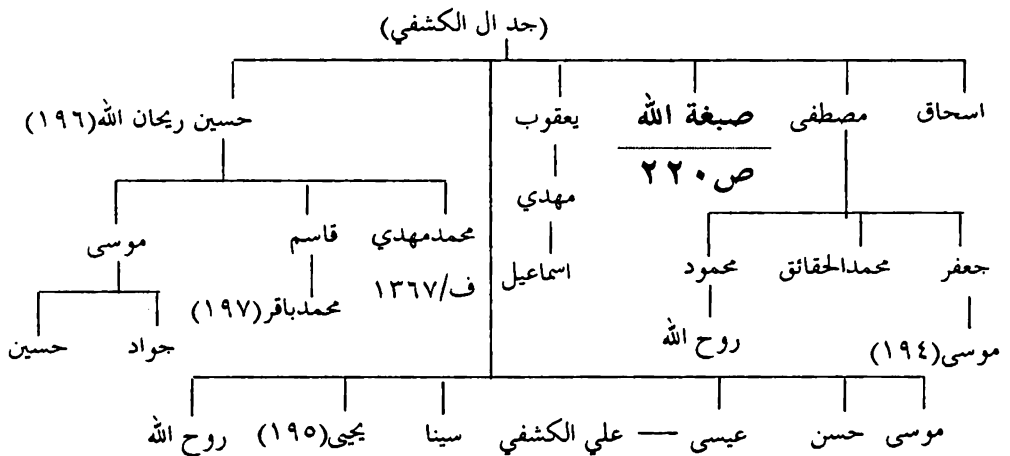 (جد ال الكشفي)
اسحاق مصطفى صبغة الله يعقوب حسين ريحان الله(١٩٦)
ص٢٢٠
مهدي
محمدمهدي قاسم موسى
جعفر محمدالحقائق محمود اسماعيل
ف/١٣٦٧ محمدباقر(١٩٧)
موسى(١٩٤) روح الله جواد حسين
موسى حسن عيسى — علي الكشفي سينا يحيى(١٩٥) روح الله